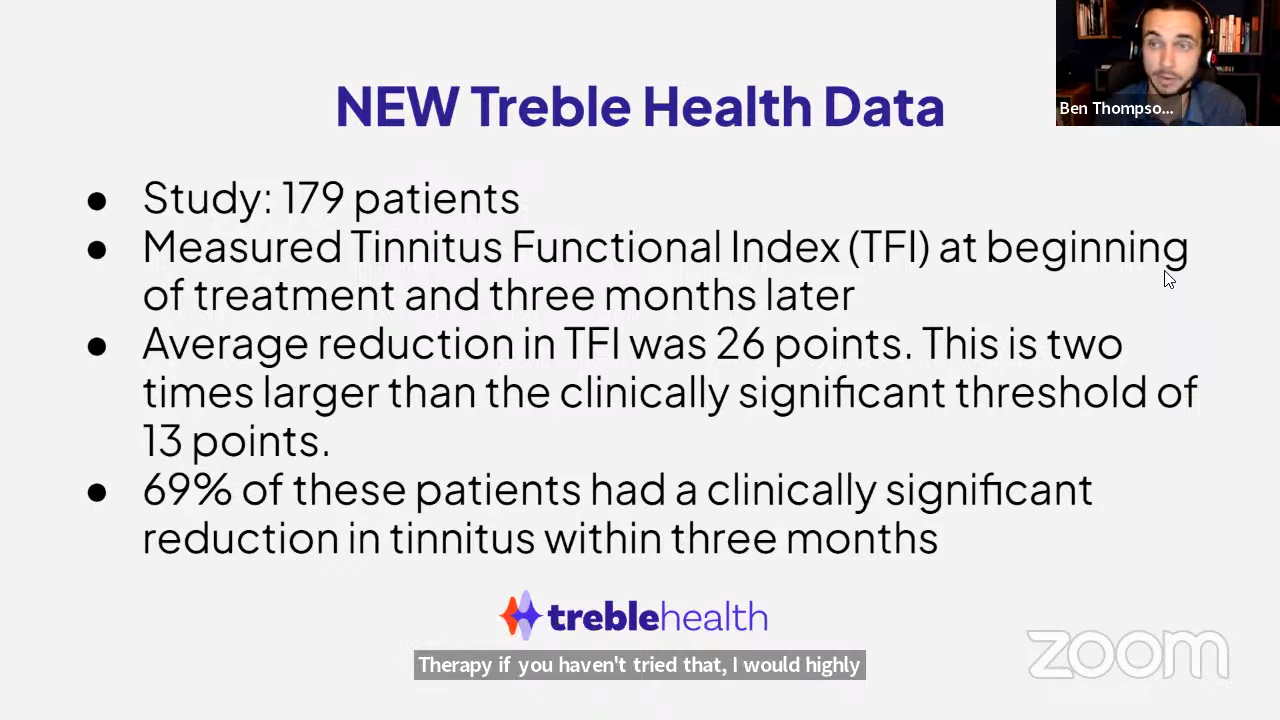 NEW Treble Health Data
Ben Thompso...
● Study: 179 patients
● Measured Tinnitus Functional Index (TFI) at beginning
of treatment and three months later
● Average reduction in TFI was 26 points. This is two
times larger than the clinically significant threshold of
13 points.
● 69% of these patients had a clinically significant
reduction in tinnitus within three months
treblehealth
Therapy if you haven't tried that, I would highly
zoom